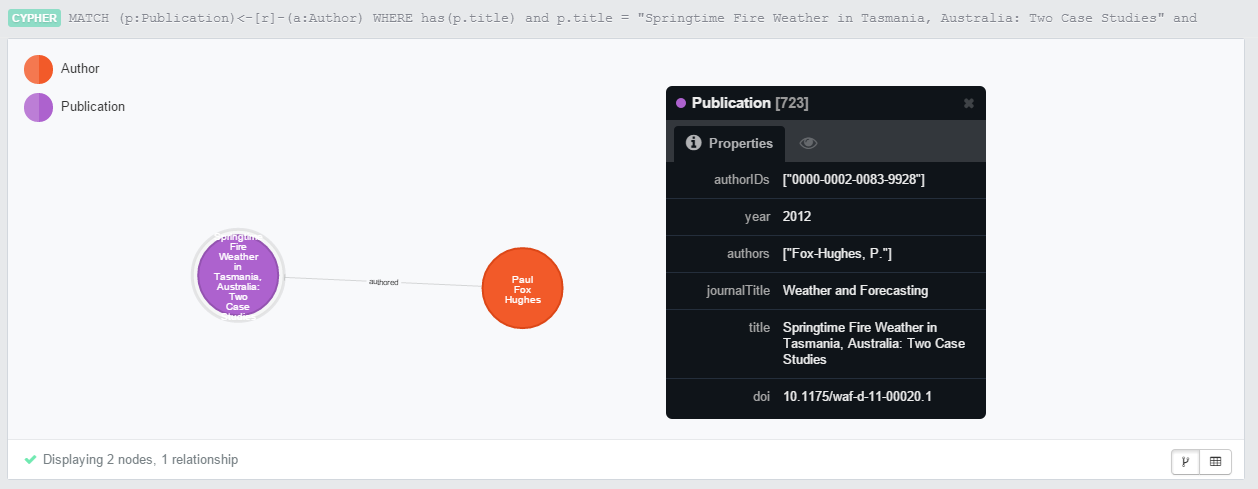 CYPHER MATCH (p:Publication)<-[r]-(a:Author) WHERE has(p.title) and p.title = "Springtime Fire Weather in Tasmania, Australia: Two Case Studies" and
Author
Publication
Springtime
Fire
Weather
in
Tasmania,
Australia:
Two
Case
Studies
authored
Paul
Fox
Hughes
Publication [723]
Properties
authorIDs ["0000-0002-0083-9928"]
year 2012
authors ["Fox-Hughes, P."]
journalTitle Weather and Forecasting
title Springtime Fire Weather in
Tasmania, Australia: Two Case
Studies
doi 10.1175/waf-d-11-00020.1
Displaying 2 nodes, 1 relationship